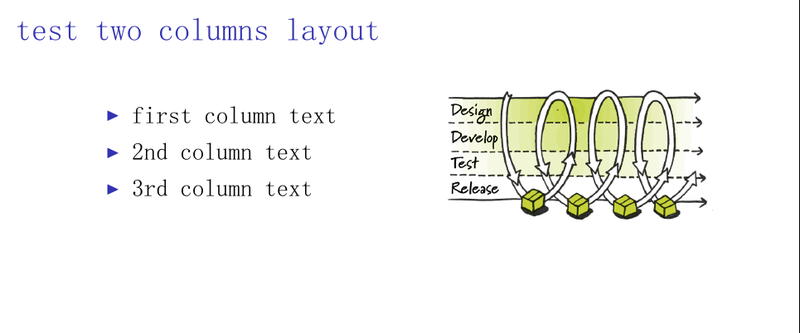 test two columns layout
first column text
2nd column text
3rd column text
Design
Develop
Test
Release